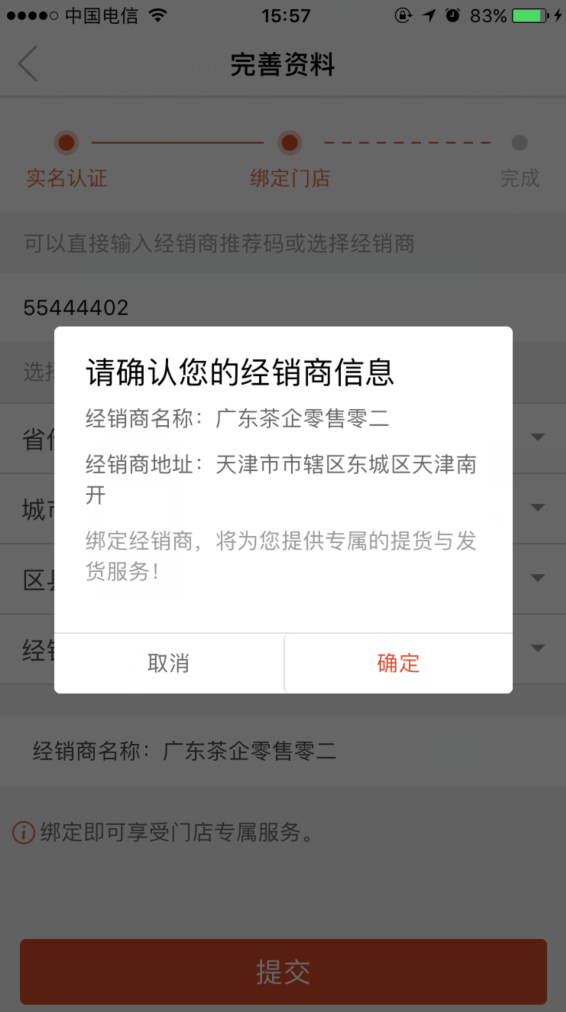 中国电信 15:57 83%
完善资料
实名认证 绑定门店 完成
可以直接输入经销商推荐码或选择经销商
55444402
请确认您的经销商信息
经销商名称：广东茶企零售零二
经销商地址：天津市市辖区东城区天津南
开
绑定经销商，将为您提供专属的提货与发
货服务！
取消 确定
选择
省份
城市
区县
经销
经销商名称：广东茶企零售零二
绑定即可享受门店专属服务。
提交